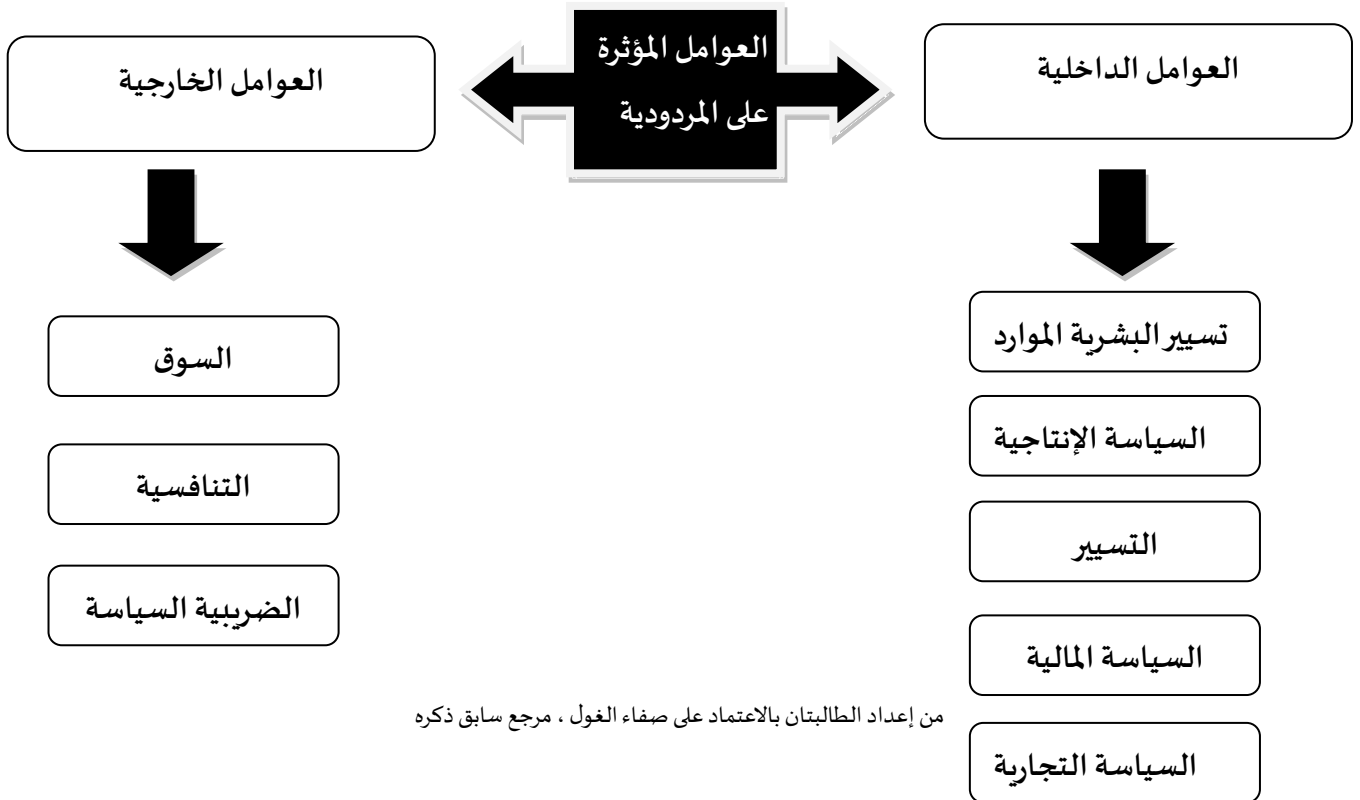 العوامل المؤثرة
على المردودية
العوامل الداخلية
العوامل الخارجية
تسيير البشرية الموارد
السياسة الإنتاجية
التسيير
السياسة المالية
السياسة التجارية
السوق
التنافسية
الضريبية السياسة
من إعداد الطالبتان بالاعتماد على صفاء الغول ، مرجع سابق ذكره